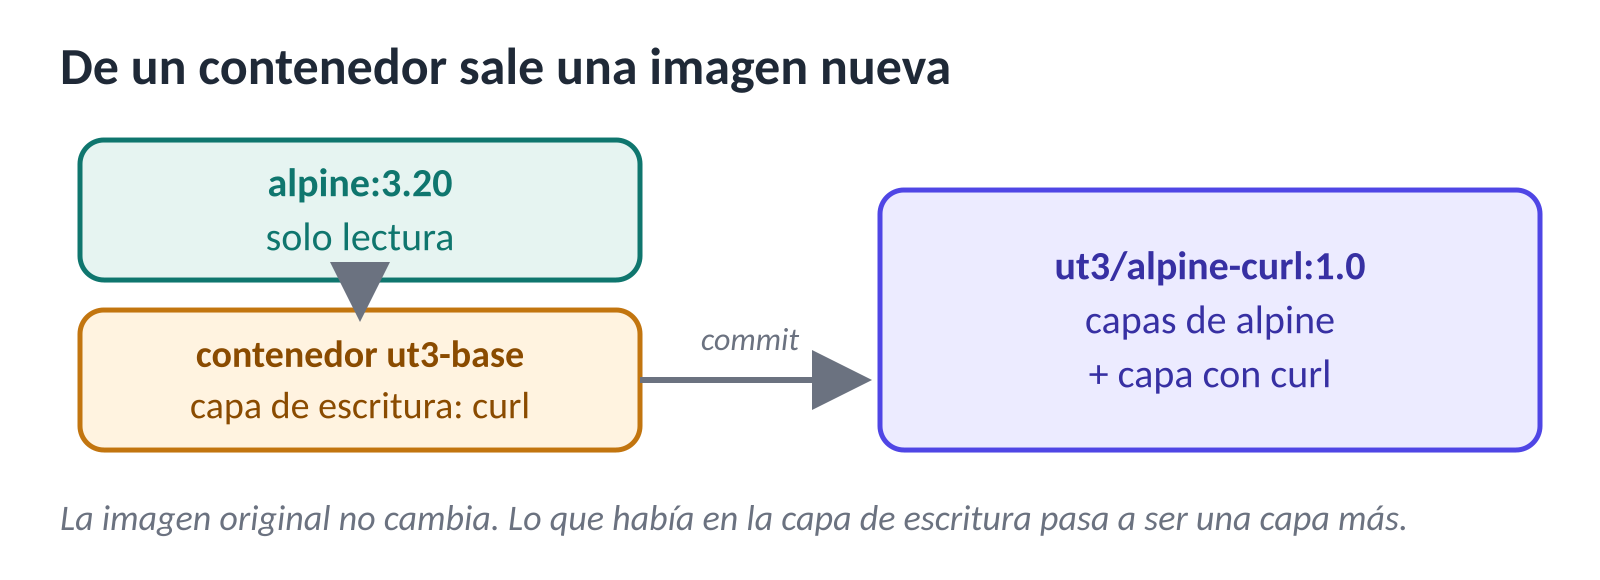 De un contenedor sale una imagen nueva
alpine:3.20
solo lectura
contenedor ut3-base
capa de escritura: curl
commit
ut3/alpine-curl:1.0
capas de alpine
+ capa con curl
La imagen original no cambia. Lo que había en la capa de escritura pasa a ser una capa más.